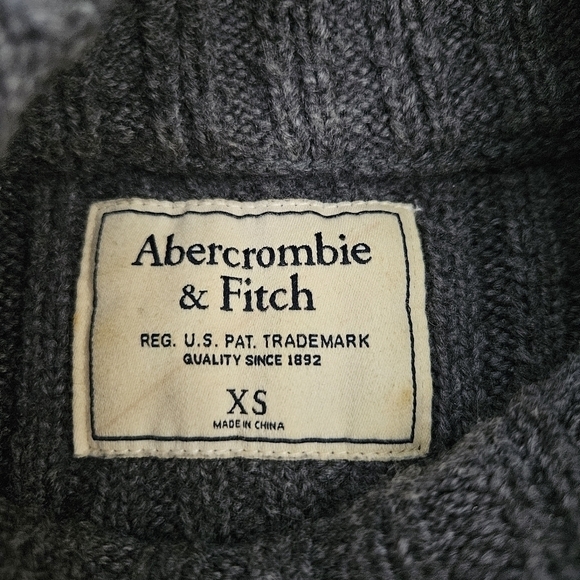 Abercrombie
& Fitch
REG. U.S. PAT. TRADEMARK
QUALITY SINCE 1892
XS
MADE IN CHINA